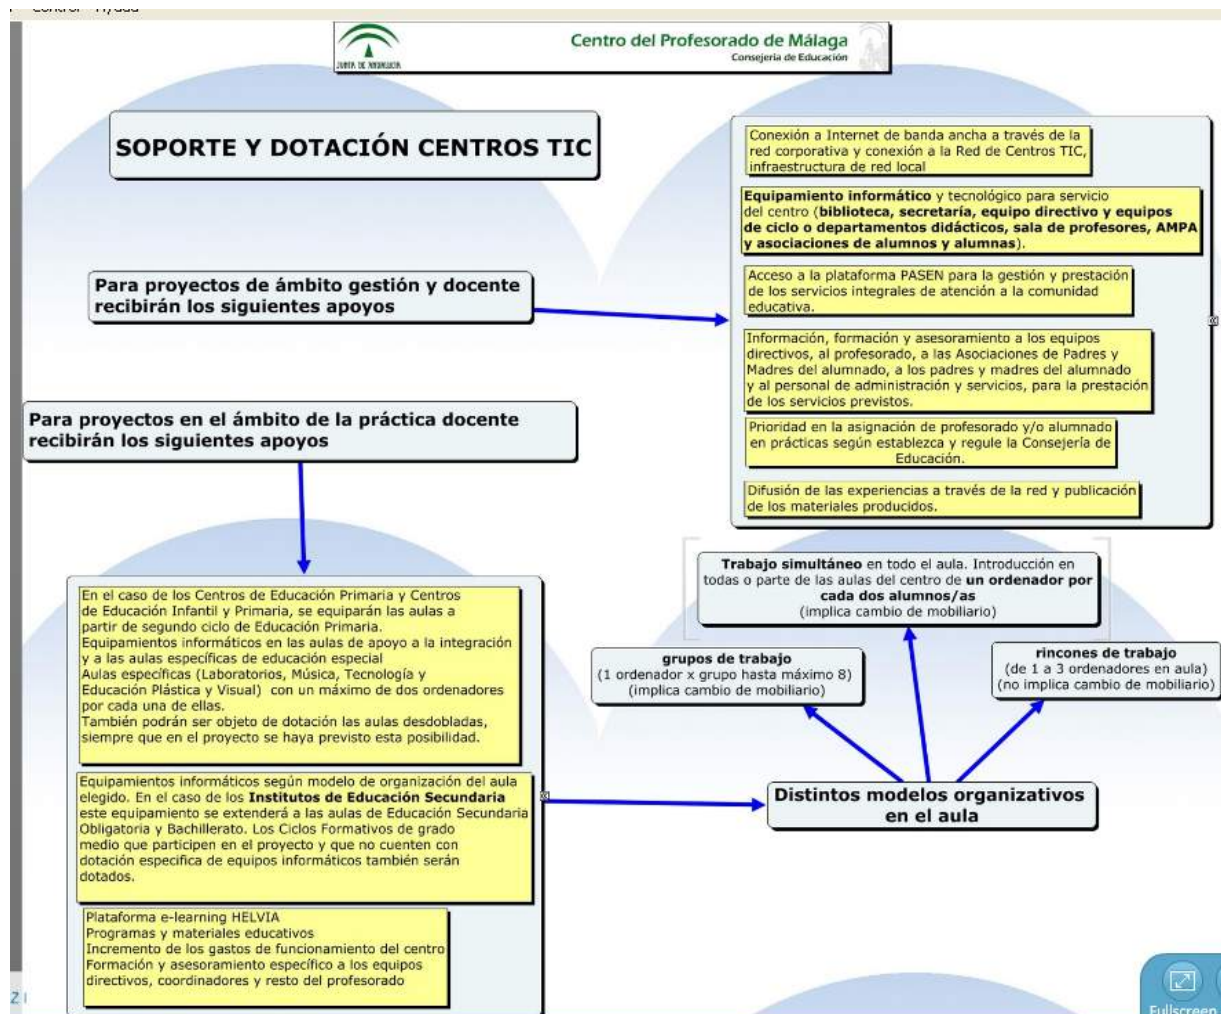 Control Ayuda
JUNTA DE ANDALUCIA
Centro del Profesorado de Málaga
Consejería de Educación
SOPORTE Y DOTACIÓN CENTROS TIC
Conexión a Internet de banda ancha a través de la
red corporativa y conexión a la Red de Centros TIC,
infraestructura de red local
Equipamiento informático y tecnológico para servicio
del centro (biblioteca, secretaría, equipo directivo y equipos
de ciclo o departamentos didácticos, sala de profesores, AMPA
y asociaciones de alumnos y alumnas).
Acceso a la plataforma PASEN para la gestión y prestación
de los servicios integrales de atención a la comunidad
educativa.
Información, formación y asesoramiento a los equipos
directivos, al profesorado, a las Asociaciones de Padres y
Madres del alumnado, a los padres y madres del alumnado
y al personal de administración y servicios, para la prestación
de los servicios previstos.
Prioridad en la asignación de profesorado y/o alumnado
en prácticas según establezca y regule la Consejería de
Educación.
Difusión de las experiencias a través de la red y publicación
de los materiales producidos.
Para proyectos de ámbito gestión y docente
recibirán los siguientes apoyos
Para proyectos en el ámbito de la práctica docente
recibirán los siguientes apoyos
En el caso de los Centros de Educación Primaria y Centros
de Educación Infantil y Primaria, se equiparán las aulas a
partir de segundo ciclo de Educación Primaria.
Equipamientos informáticos en las aulas de apoyo a la integración
y a las aulas específicas de educación especial
Aulas específicas (Laboratorios, Música, Tecnología y
Educación Plástica y Visual) con un máximo de dos ordenadores
por cada una de ellas.
También podrán ser objeto de dotación las aulas desdobladas,
siempre que en el proyecto se haya previsto esta posibilidad.
Equipamientos informáticos según modelo de organización del aula
elegido. En el caso de los Institutos de Educación Secundaria
este equipamiento se extenderá a las aulas de Educación Secundaria
Obligatoria y Bachillerato. Los Ciclos Formativos de grado
medio que participen en el proyecto y que no cuenten con
dotación especifica de equipos informáticos también serán
dotados.
Plataforma e-learning HELVIA
Programas y materiales educativos
Incremento de los gastos de funcionamiento del centro
Formación y asesoramiento específico a los equipos
directivos, coordinadores y resto del profesorado
Trabajo simultáneo en todo el aula. Introducción en
todas o parte de las aulas del centro de un ordenador por
cada dos alumnos/as
(implica cambio de mobiliario)
grupos de trabajo
(1 ordenador x grupo hasta máximo 8)
(implica cambio de mobiliario)
rincones de trabajo
(de 1 a 3 ordenadores en aula)
(no implica cambio de mobiliario)
Distintos modelos organizativos
en el aula
Fullscreen